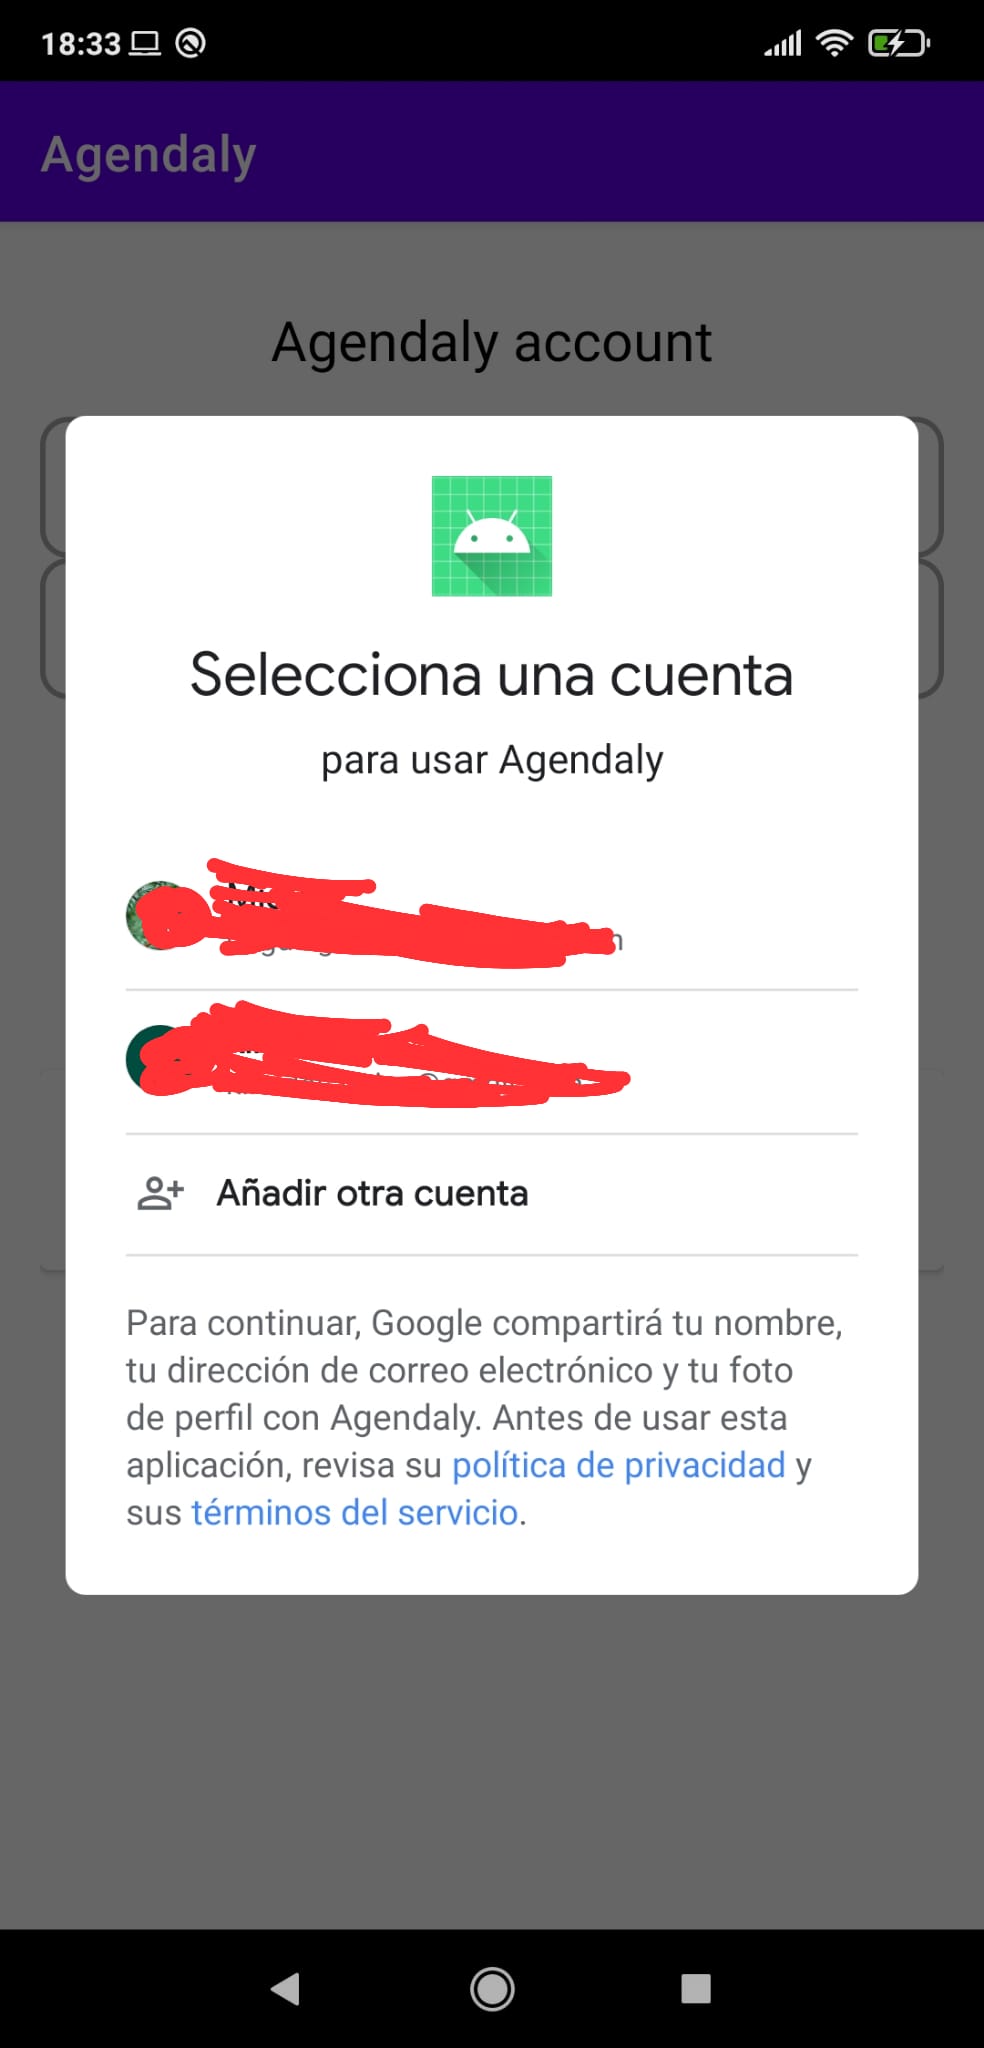 18:33
Agendaly
Agendaly account
Selecciona una cuenta
para usar Agendaly
Añadir otra cuenta
Para continuar, Google compartirá tu nombre,
tu dirección de correo electrónico y tu foto
de perfil con Agendaly. Antes de usar esta
aplicación, revisa su política de privacidad y
sus términos del servicio.